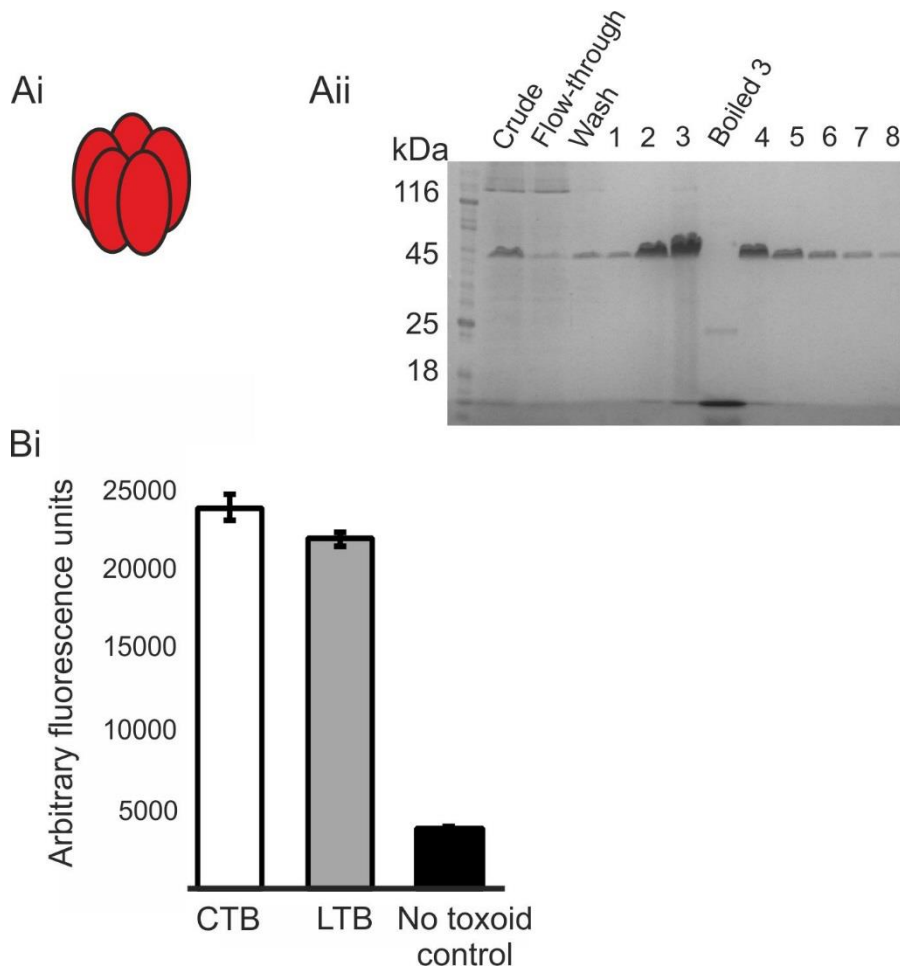 Ai
Aii
Crude
Flow-through
Wash
1 2 3 Boiled 3 4 5 6 7 8
kDa
116
45
25
18
Bi
Arbitrary fluorescence units
25000
20000
15000
10000
5000
CTB LTB No toxoid
control